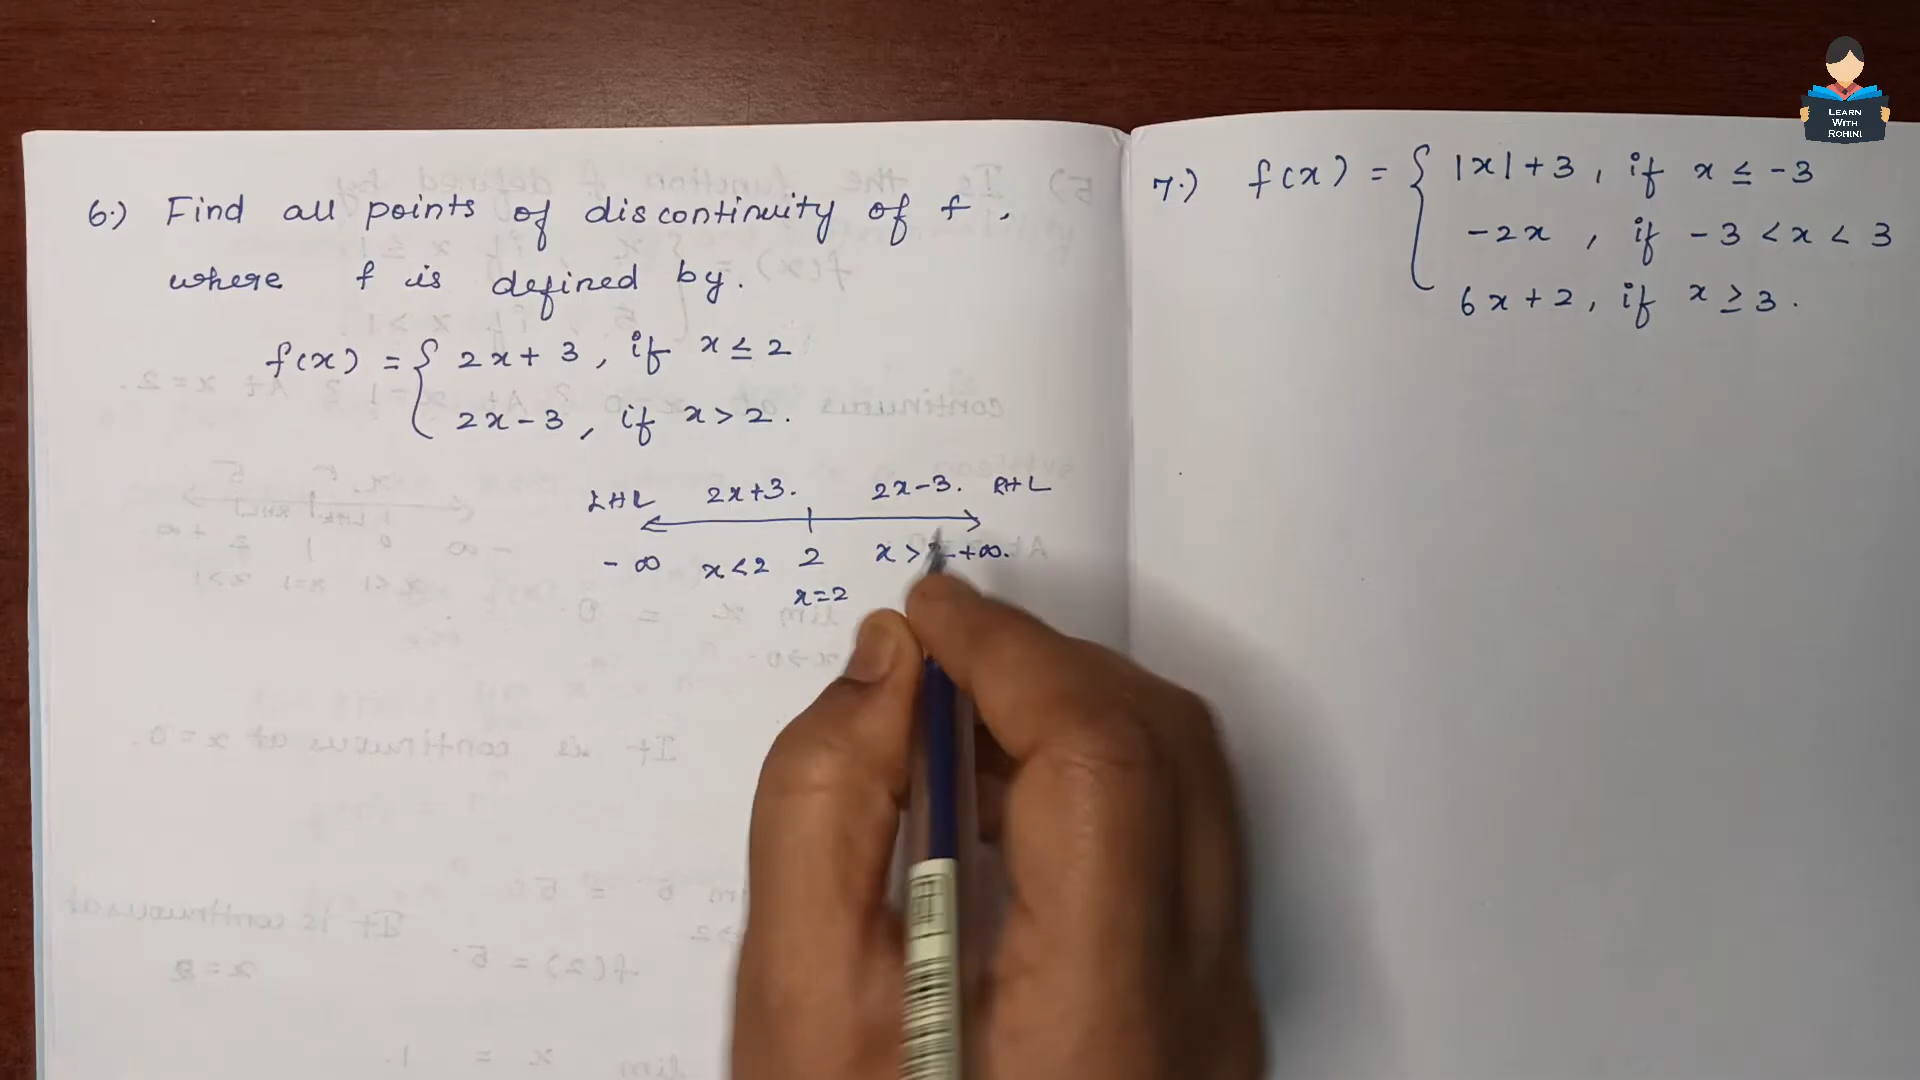 6.) Find all points of discontinuity of f,
where f is defined by.
f(x) = { 2x+3, if x ≤ 2
2x-3, if x > 2.
LHL 2x+3. 2x-3. RHL
-∞ x<2 2 x> +∞.
x=2
7.) f(x) = { |x|+3, if x ≤ -3
-2x, if -3 < x < 3
6x+2, if x ≥ 3.
LEARN
WITH
ROHINI